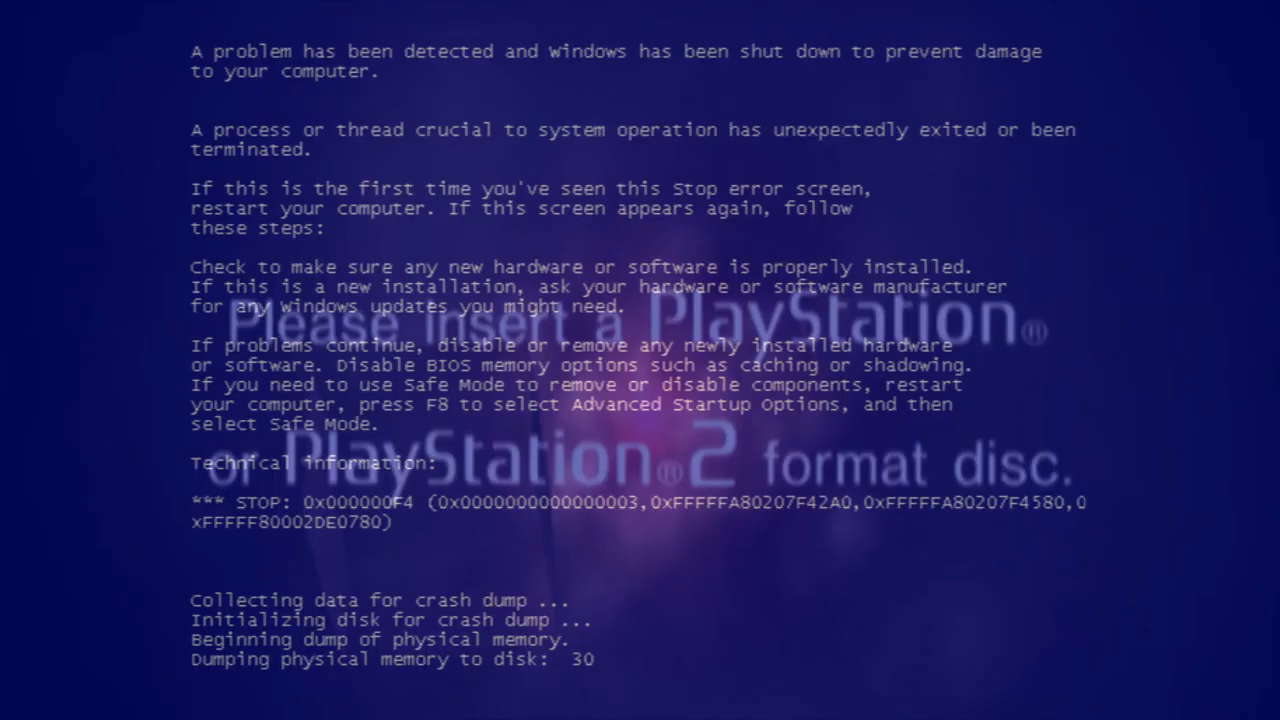 A problem has been detected and Windows has been shut down to prevent damage
to your computer.
A process or thread crucial to system operation has unexpectedly exited or been
terminated.
If this is the first time you've seen this Stop error screen,
restart your computer. If this screen appears again, follow
these steps:
Check to make sure any new hardware or software is properly installed.
If this is a new installation, ask your hardware or software manufacturer
for any Windows updates you might need.
Please insert a PlayStation®
If problems continue, disable or remove any newly installed hardware
or software. Disable BIOS memory options such as caching or shadowing.
If you need to use Safe Mode to remove or disable components, restart
your computer, press F8 to select Advanced Startup Options, and then
select Safe Mode.
or PlayStation®2 format disc.
Technical information:
*** STOP: 0x000000F4 (0x0000000000000003,0xFFFFFA80207F42A0,0xFFFFFA80207F4580,0
xFFFFF80002DE0780)
Collecting data for crash dump ...
Initializing disk for crash dump ...
Beginning dump of physical memory.
Dumping physical memory to disk:  30